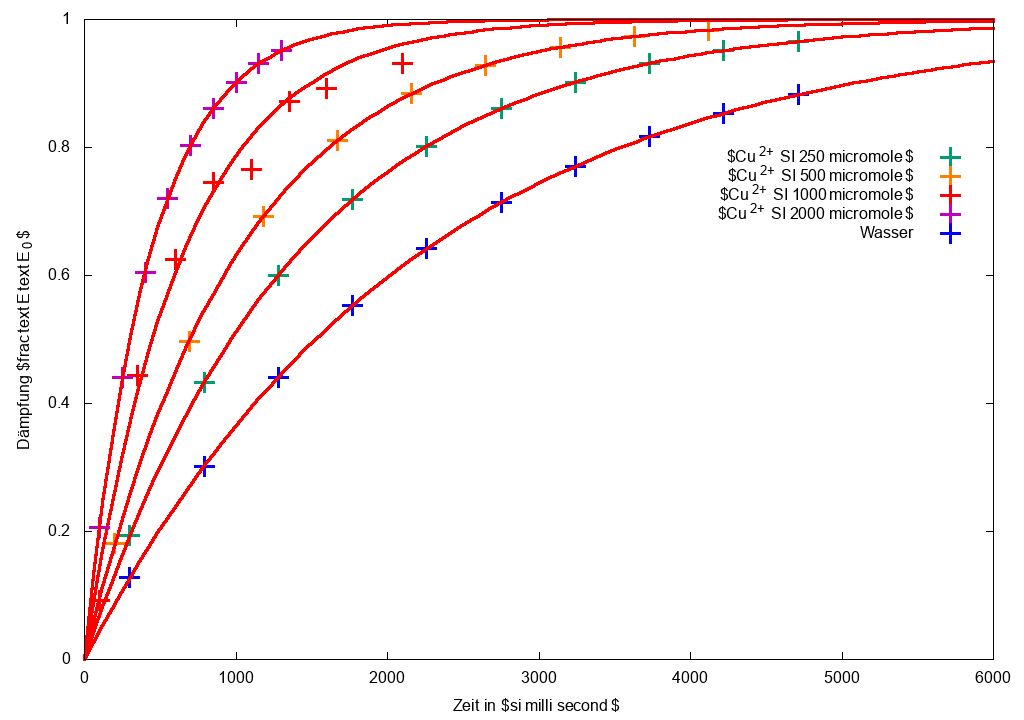 1
0.8
0.6
0.4
0.2
0
0 1000 2000 3000 4000 5000 6000
Dämpfung $frac text E text E 0 $
Zeit in $si milli second $
$Cu 2+ SI 250 micromole $
$Cu 2+ SI 500 micromole $
$Cu 2+ SI 1000 micromole $
$Cu 2+ SI 2000 micromole $
Wasser